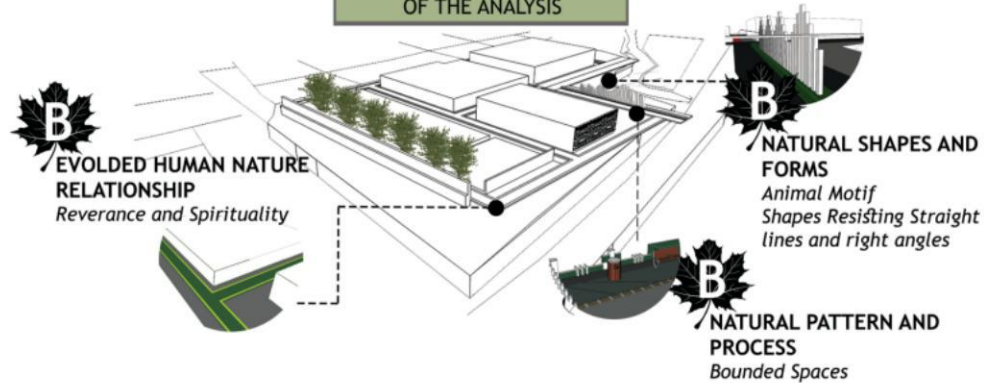 OF THE ANALYSIS
B
EVOLDED HUMAN NATURE
RELATIONSHIP
Reverance and Spirituality
B
NATURAL SHAPES AND
FORMS
Animal Motif
Shapes Resisting Straight
lines and right angles
B
NATURAL PATTERN AND
PROCESS
Bounded Spaces